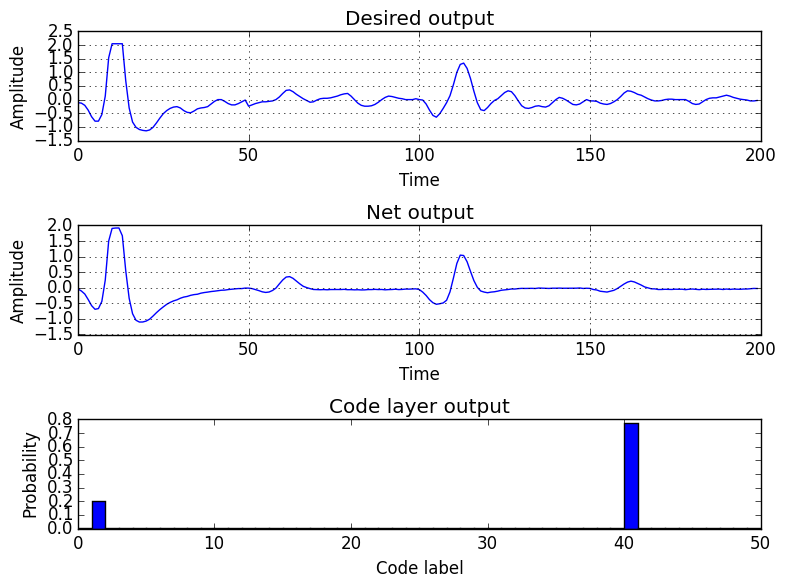 Desired output
Amplitude
2.5
2.0
1.5
1.0
0.5
0.0
−0.5
−1.0
−1.5
0 50 100 150 200
Time
Net output
Amplitude
2.0
1.5
1.0
0.5
0.0
−0.5
−1.0
−1.5
0 50 100 150 200
Time
Code layer output
Probability
0.8
0.7
0.6
0.5
0.4
0.3
0.2
0.1
0.0
0 10 20 30 40 50
Code label